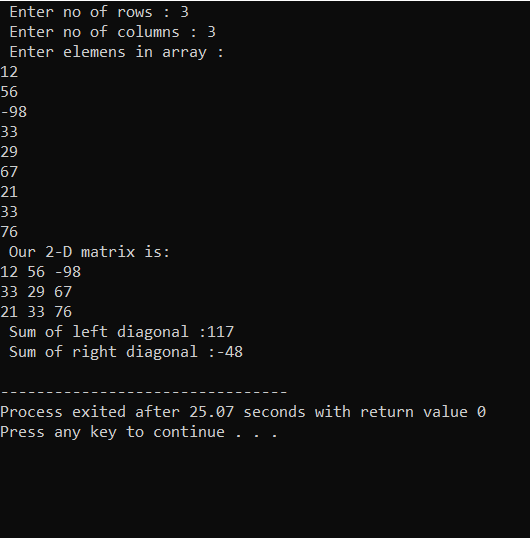 Enter no of rows : 3
Enter no of columns : 3
Enter elemens in array :
12
56
-98
33
29
67
21
33
76
Our 2-D matrix is:
12 56 -98
33 29 67
21 33 76
Sum of left diagonal :117
Sum of right diagonal :-48
--------------------------------
Process exited after 25.07 seconds with return value 0
Press any key to continue . . .